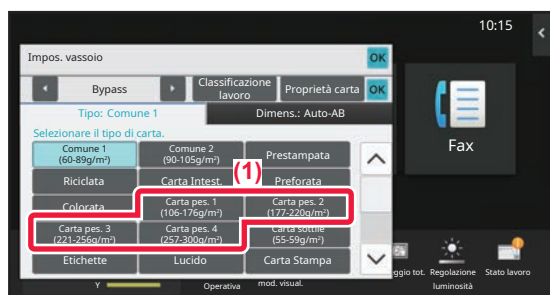 10:15
Impos. vassoio
OK
Bypass
Classificazione
lavoro
Proprietà carta
OK
Tipo: Comune 1
Dimens.: Auto-AB
Selezionare il tipo di carta.
Comune 1
(60-89g/m²)
Comune 2
(90-105g/m²)
Prestampata
Riciclata
Carta Intest.
(1)
Preforata
Colorata
Carta pes. 1
(106-176g/m²)
Carta pes. 2
(177-220g/m²)
Carta pes. 3
(221-256g/m²)
Carta pes. 4
(257-300g/m²)
Carta sottile
(55-59g/m²)
Etichette
Lucido
Carta Stampa
Fax
ggio tot.
Regolazione
luminosità
Stato lavoro
Y
Operativa
mod. visual.